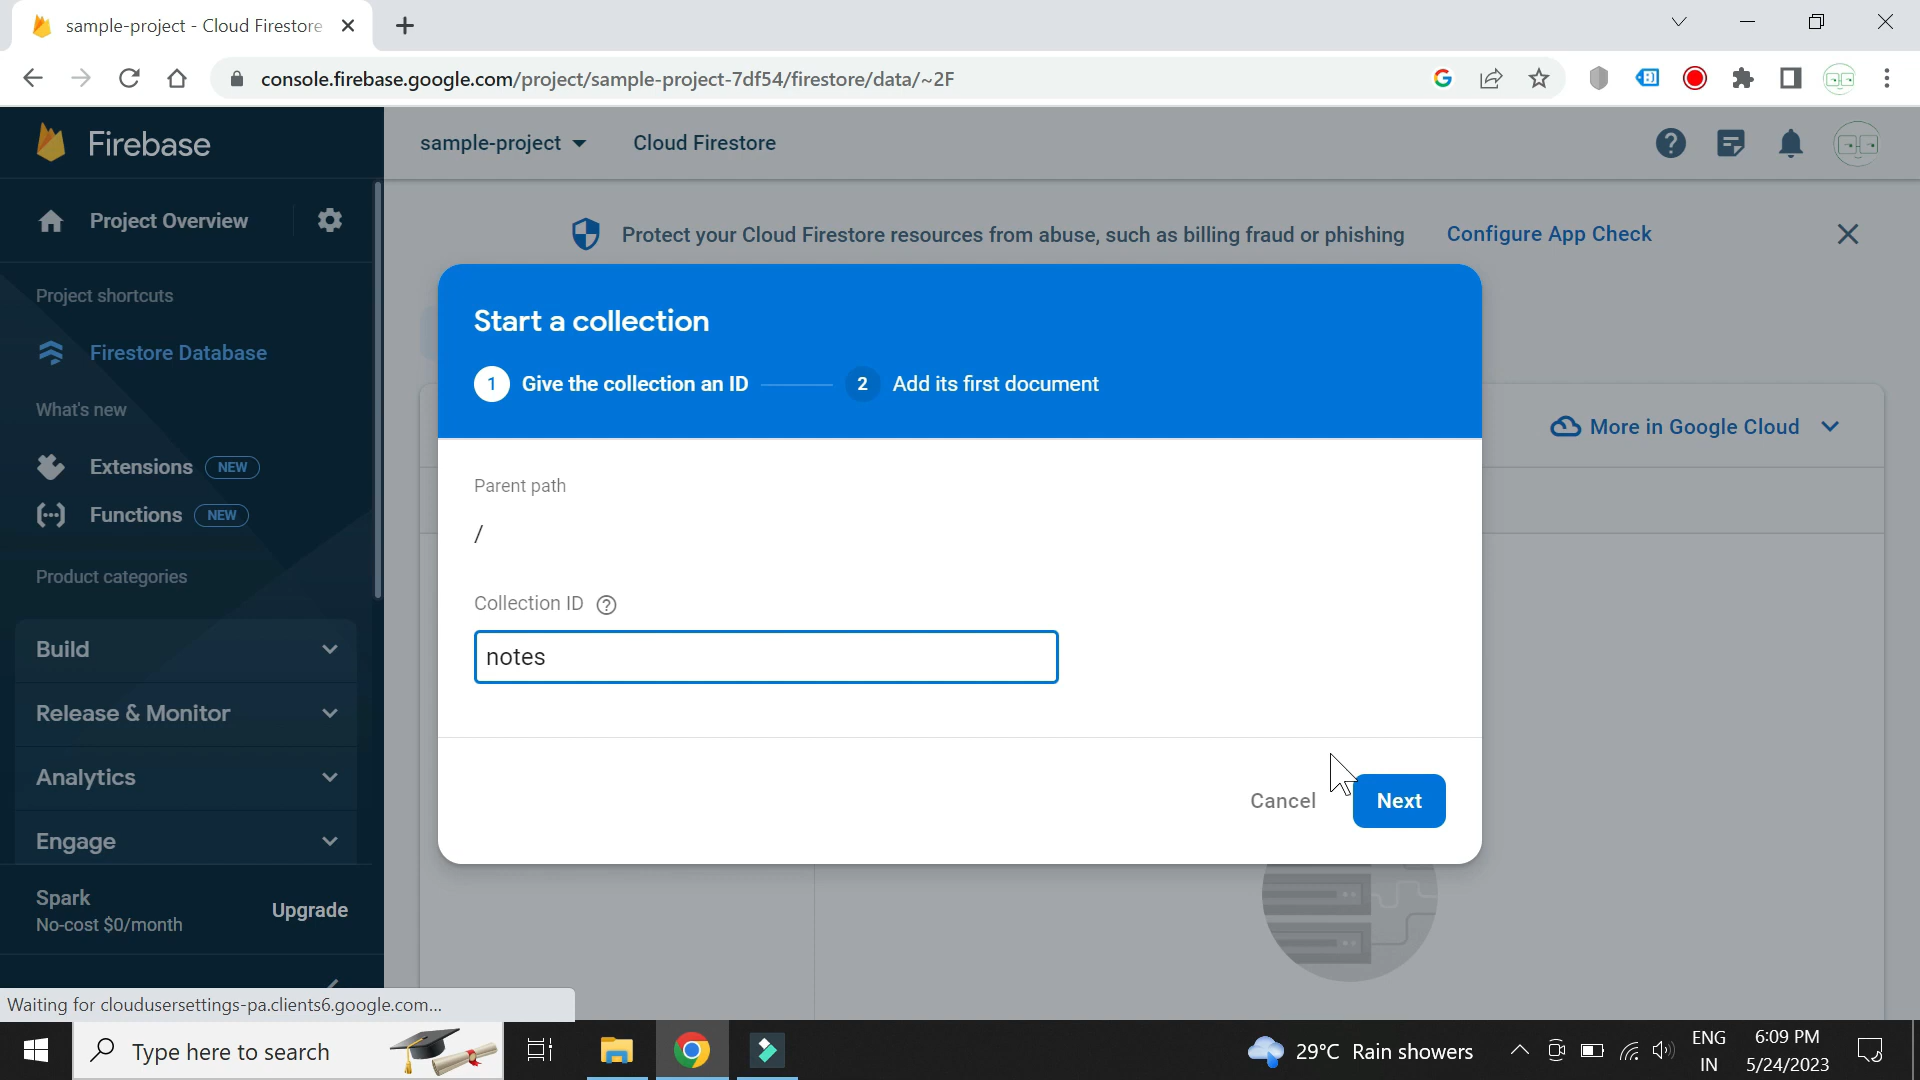 sample-project - Cloud Firestore
console.firebase.google.com/project/sample-project-7df54/firestore/data/~2F
Firebase
sample-project
Cloud Firestore
Project Overview
Protect your Cloud Firestore resources from abuse, such as billing fraud or phishing
Configure App Check
Project shortcuts
Firestore Database
What's new
Extensions NEW
Functions NEW
Product categories
Build
Release & Monitor
Analytics
Engage
Spark
No-cost $0/month
Upgrade
More in Google Cloud
Start a collection
1 Give the collection an ID
2 Add its first document
Parent path
/
Collection ID
notes
Cancel
Next
Waiting for cloudusersettings-pa.clients6.google.com...
Type here to search
29°C Rain showers
ENG
IN
6:09 PM
5/24/2023